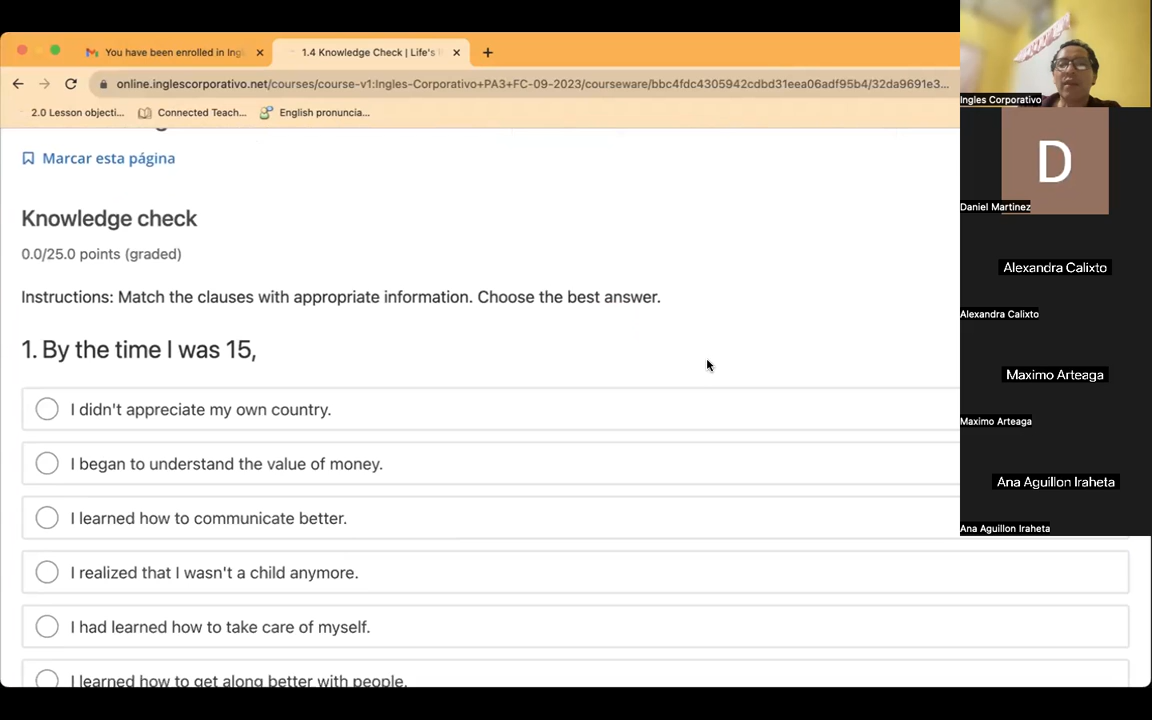 You have been enrolled in Ing
1.4 Knowledge Check | Life's
online.inglescorporativo.net/courses/course-v1:Ingles-Corporativo+PA3+FC-09-2023/courseware/bbc4fdc4305942cdbd31eea06adf95b4/32da9691e3...
2.0 Lesson objecti...
Connected Teach...
English pronuncia...
Marcar esta página
Knowledge check
0.0/25.0 points (graded)
Instructions: Match the clauses with appropriate information. Choose the best answer.
1. By the time I was 15,
I didn't appreciate my own country.
I began to understand the value of money.
I learned how to communicate better.
I realized that I wasn't a child anymore.
I had learned how to take care of myself.
I learned how to get along better with people.
Ingles Corporativo
D
Daniel Martinez
Alexandra Calixto
Alexandra Calixto
Maximo Arteaga
Maximo Arteaga
Ana Aguillon Iraheta
Ana Aguillon Iraheta